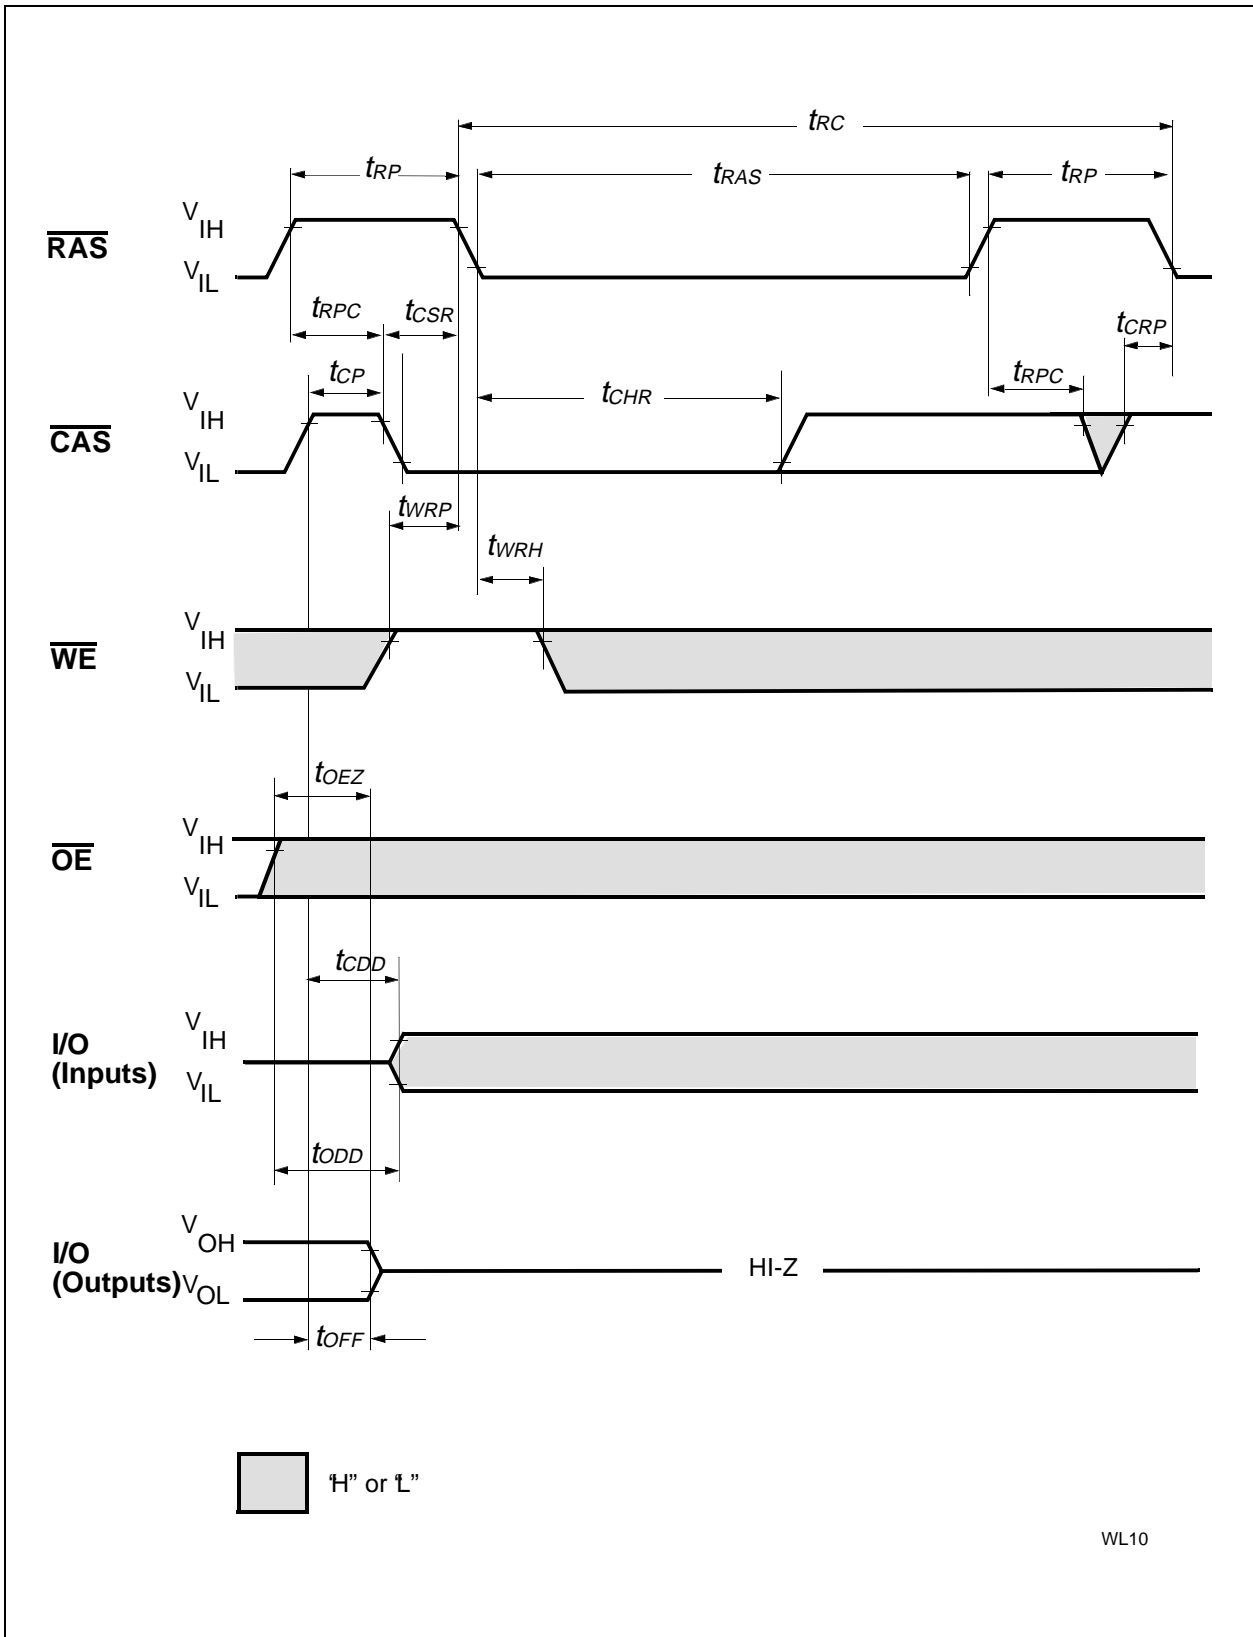 tRC
tRP
tRAS
tRP
VIH
RAS
VIL
tRPC
tCSR
tCRP
tCP
tRPC
tCHR
VIH
CAS
VIL
tWRP
tWRH
VIH
WE
VIL
tOEZ
VIH
OE
VIL
tCDD
VIH
I/O
(Inputs)
VIL
tODD
VOH
I/O
(Outputs)
VOL
HI-Z
tOFF
“H” or “L”
WL10